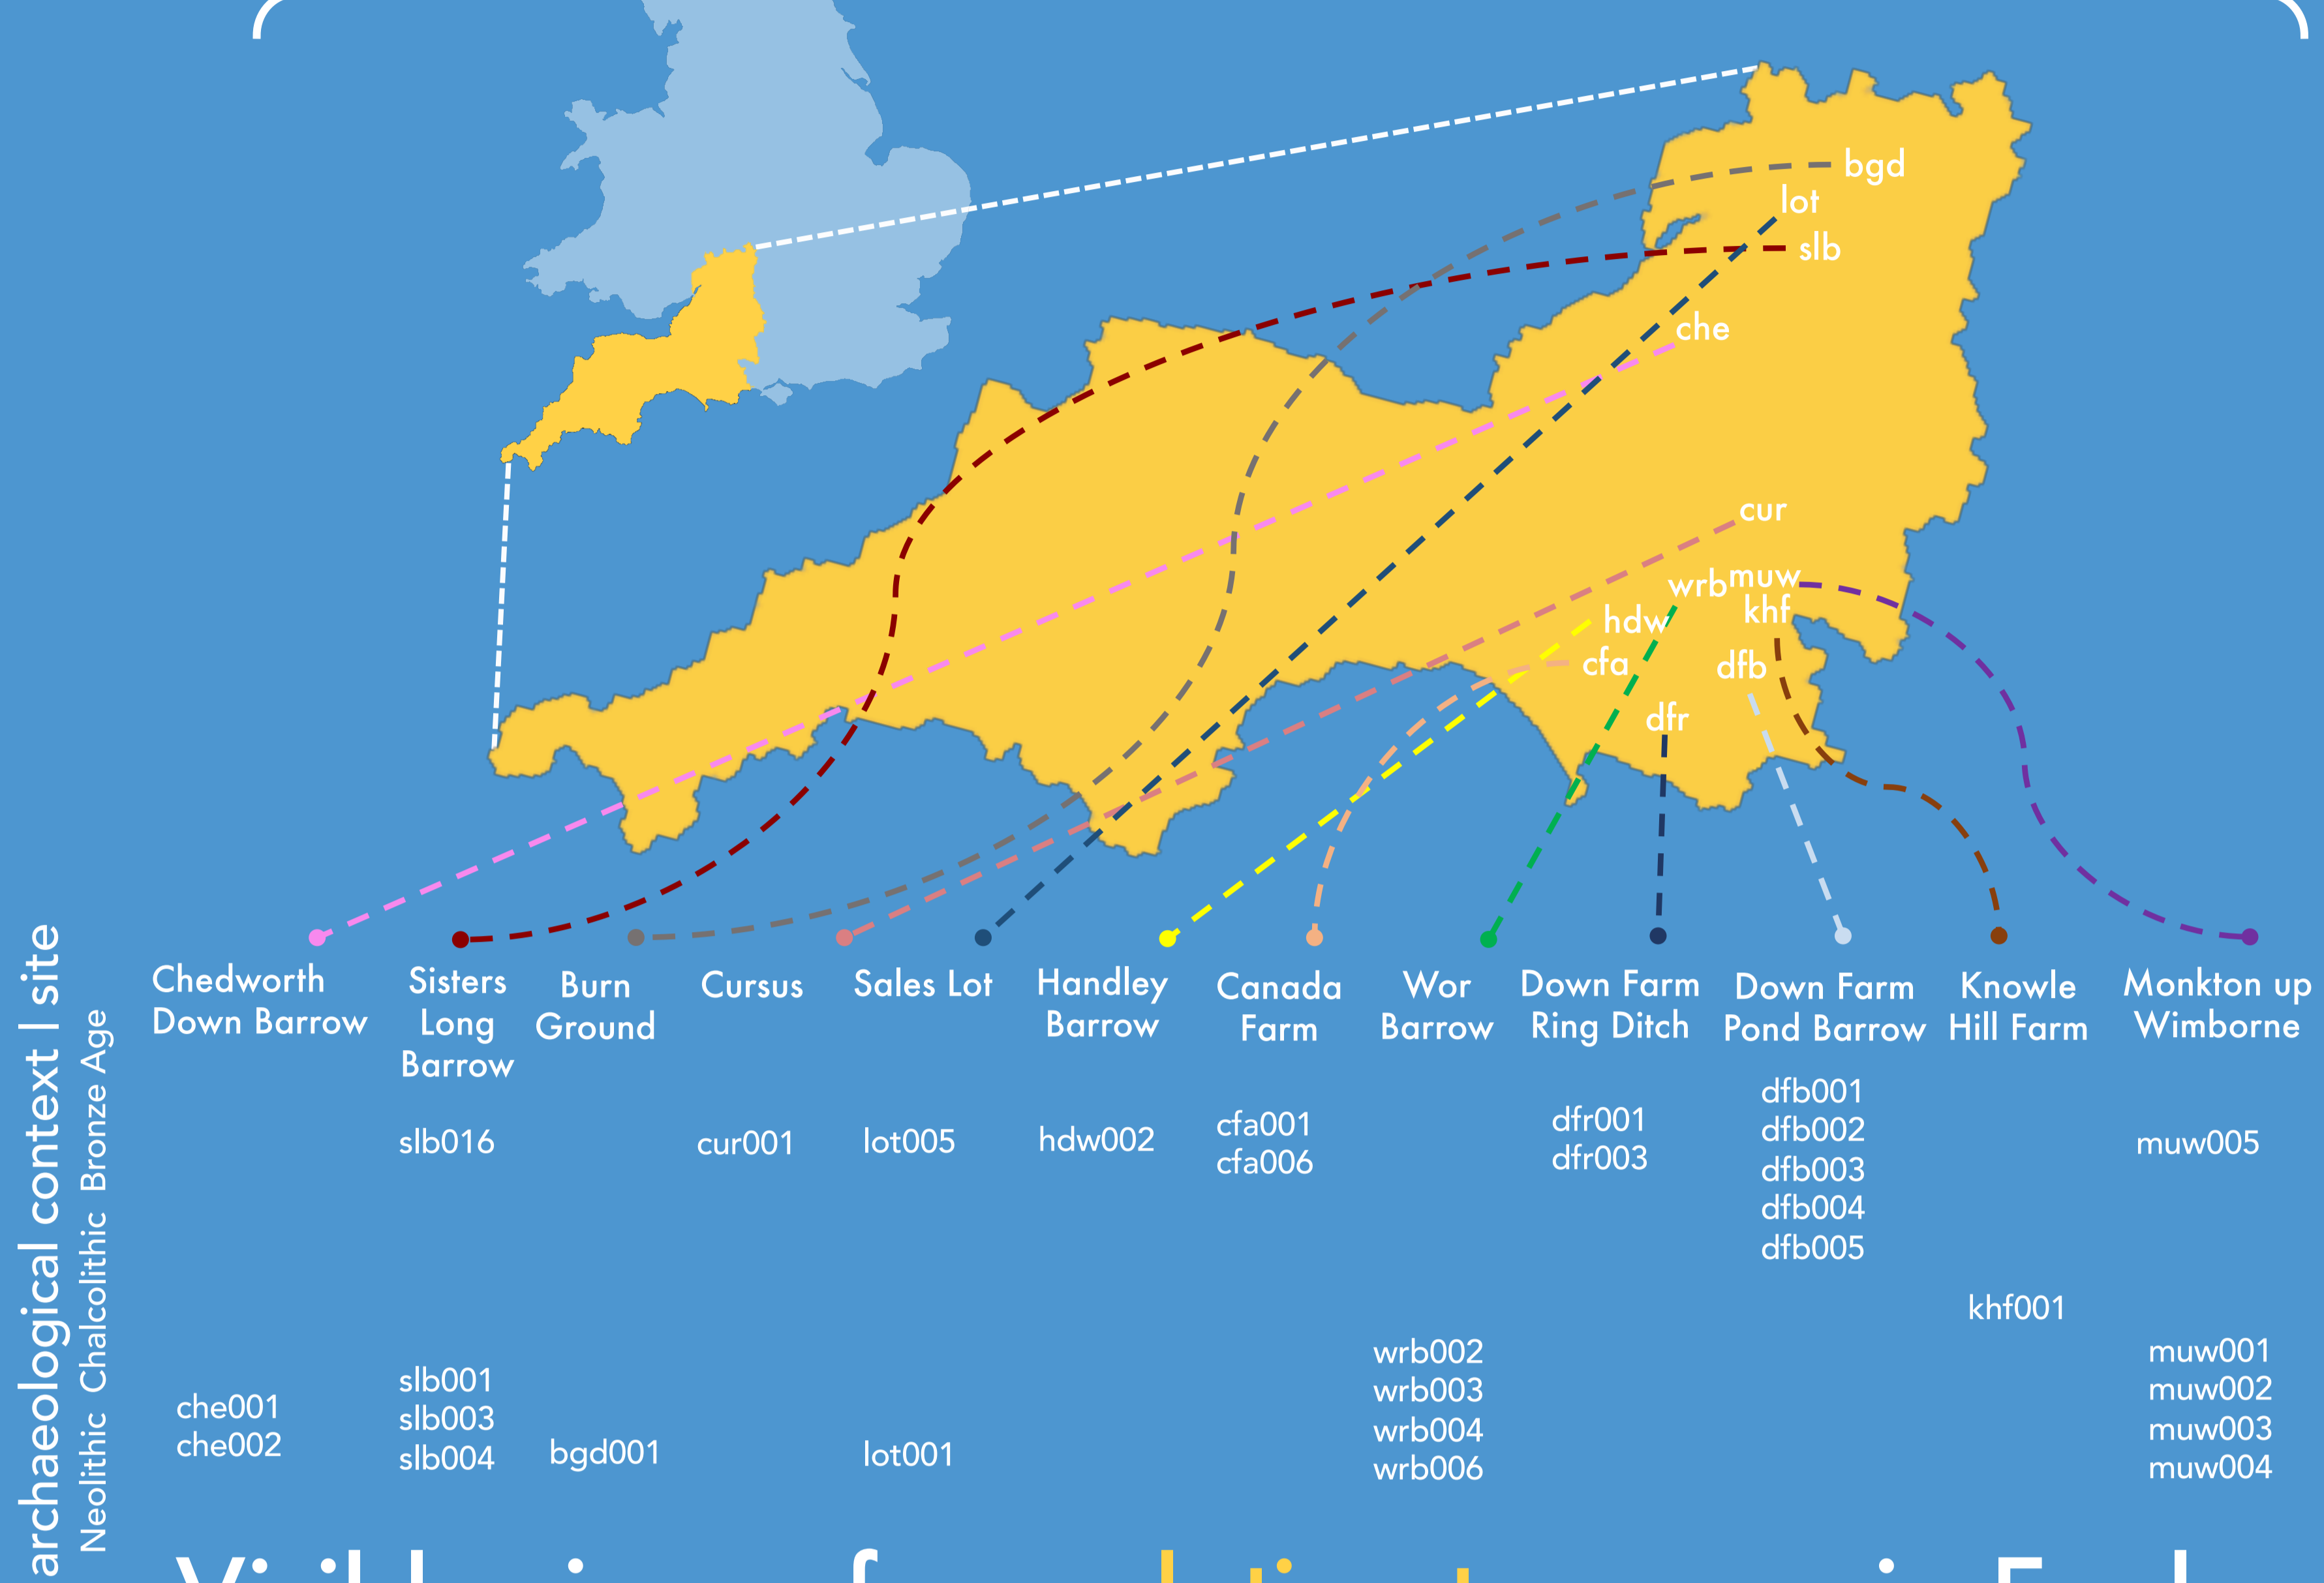 bgd
lot
slb
che
cur
muw
wrb
khf
hdw
cfa
dfb
dfr
archaeological context | site
Neolithic Chalcolithic Bronze Age
Chedworth
Down Barrow
Sisters
Long
Barrow
Burn
Ground
Cursus
Sales Lot
Handley
Barrow
Canada
Farm
Wor
Barrow
Down Farm
Ring Ditch
Down Farm
Pond Barrow
Knowle
Hill Farm
Monkton up
Wimborne
slb016
cur001
lot005
hdw002
cfa001
cfa006
dfr001
dfr003
dfb001
dfb002
dfb003
dfb004
dfb005
muw005
khf001
che001
che002
slb001
slb003
slb004
bgd001
lot001
wrb002
wrb003
wrb004
wrb006
muw001
muw002
muw003
muw004